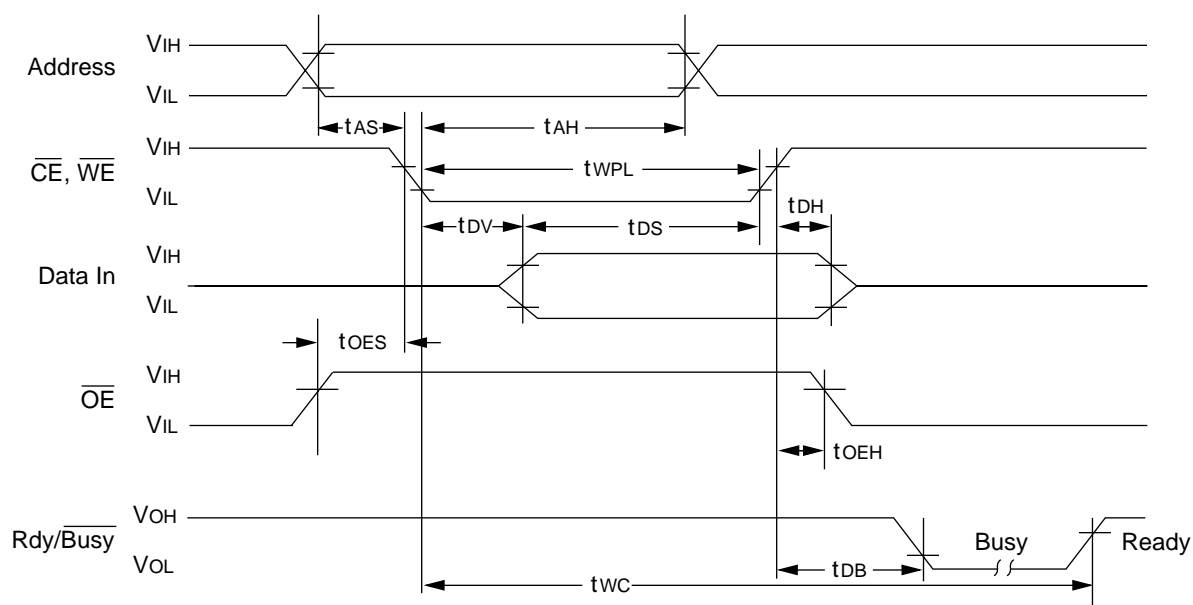 Address
VIH
VIL
tAS
tAH
CE, WE
VIH
VIL
tWPL
tDV
tDS
tDH
Data In
VIH
VIL
tOES
OE
VIH
VIL
tOEH
Rdy/Busy
VOH
VOL
Busy
Ready
tDB
tWC